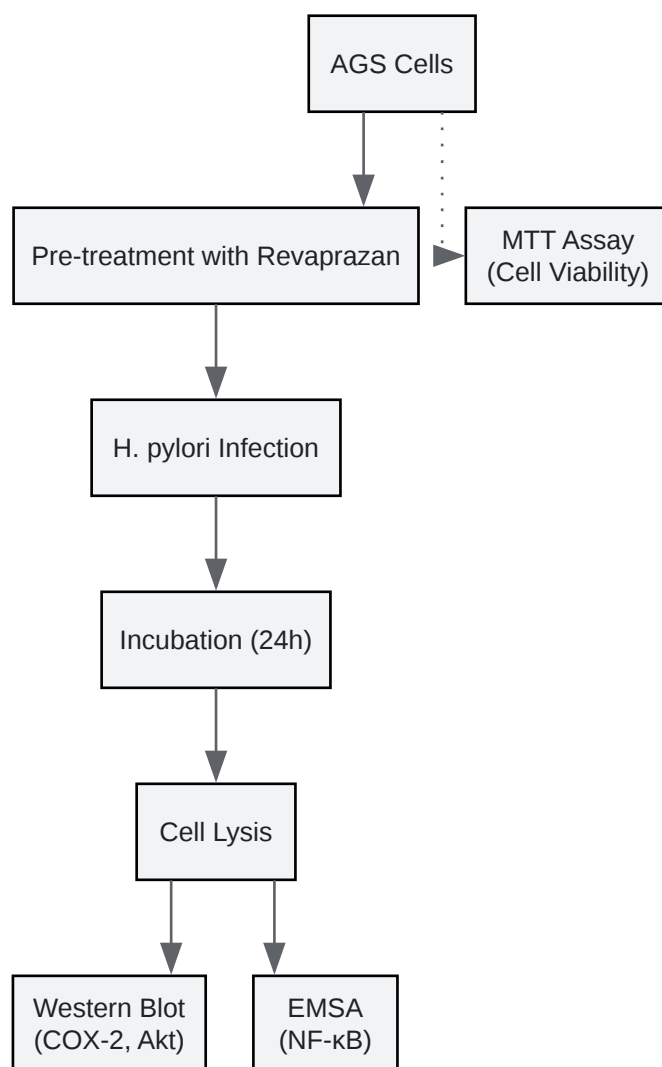 AGS Cells
Pre-treatment with Revaprazan
MTT Assay
(Cell Viability)
H. pylori Infection
Incubation (24h)
Cell Lysis
Western Blot
(COX-2, Akt)
EMSA
(NF-κB)